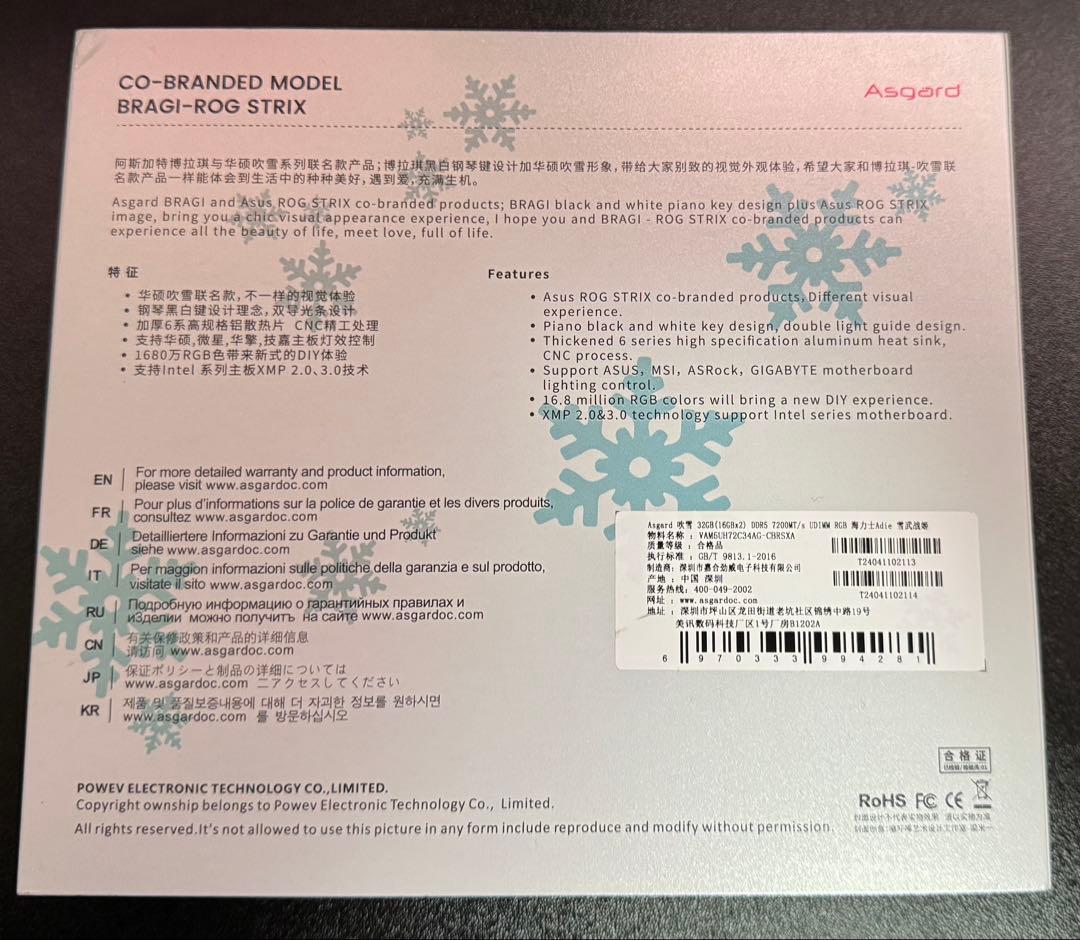 CO-BRANDED MODEL
BRAGI-ROG STRIX
Asgard
阿斯加特博拉琪与华硕吹雪系列联名款产品；博拉琪黑白钢琴键设计加华硕吹雪形象，带给大家别致的视觉外观体验，希望大家和博拉琪-吹雪联
名款产品一样能体会到生活中的种种美好，遇到爱，充满生机。
Asgard BRAGI and Asus ROG STRIX co-branded products; BRAGI black and white piano key design plus Asus ROG STRIX
image, bring you a chic visual appearance experience, I hope you and BRAGI - ROG STRIX co-branded products can
experience all the beauty of life, meet love, full of life.
特征
• 华硕吹雪联名款，不一样的视觉体验
• 钢琴黑白键设计理念，双导光条设计
• 加厚6系高规格铝散热片 CNC精工处理
• 支持华硕,微星,华擎,技嘉主板灯效控制
• 1680万RGB色带来新式的DIY体验
• 支持Intel 系列主板XMP 2.0、3.0技术
Features
• Asus ROG STRIX co-branded products, Different visual
experience.
• Piano black and white key design, double light guide design.
• Thickened 6 series high specification aluminum heat sink,
CNC process.
• Support ASUS, MSI, ASRock, GIGABYTE motherboard
lighting control.
• 16.8 million RGB colors will bring a new DIY experience.
• XMP 2.0&3.0 technology support Intel series motherboard.
EN For more detailed warranty and product information,
please visit www.asgardoc.com
FR Pour plus d'informations sur la police de garantie et les divers produits,
consultez www.asgardoc.com
DE Detailliertere Informationen zu Garantie und Produkt
siehe www.asgardoc.com
IT Per maggion informazioni sulle politiche della garanzia e sul prodotto,
visitate il sito www.asgardoc.com
RU Подробную информацию о гарантийных правилах и
изделии можно получить на сайте www.asgardoc.com
CN 有关保修政策和产品的详细信息
请访问 www.asgardoc.com
JP 保证ポリシーと制品の详细については
www.asgardoc.com 二アクセスしてください
KR 제품 및 품질보증내용에 대해 더 자괴한 정보를 원하시면
www.asgardoc.com 를 방문하십시오
Asgard 吹雪 32GB(16GBx2) DDR5 7200MT/s UDIMM RGB 海力士Adie 雪武战姬
物料名称：VAM5UH72C34AG-CBRSXA
质量等级：合格品
执行标准：GB/T 9813.1-2016
制造商：深圳市嘉合劲威电子科技有限公司
产地：中国 深圳
服务热线：400-049-2002
网址：www.asgardoc.com
地址：深圳市坪山区龙田街道老坑社区锦绣中路19号
美讯数码科技厂区1号厂房B1202A
T24041102113
T24041102114
6 970333 994281
合格证
POWEV ELECTRONIC TECHNOLOGY CO.,LIMITED.
Copyright ownship belongs to Powev Electronic Technology Co., Limited.
All rights reserved.It's not allowed to use this picture in any form include reproduce and modify without permission.
RoHS FC CE
封面设计不代表实物效果 请以实物为准